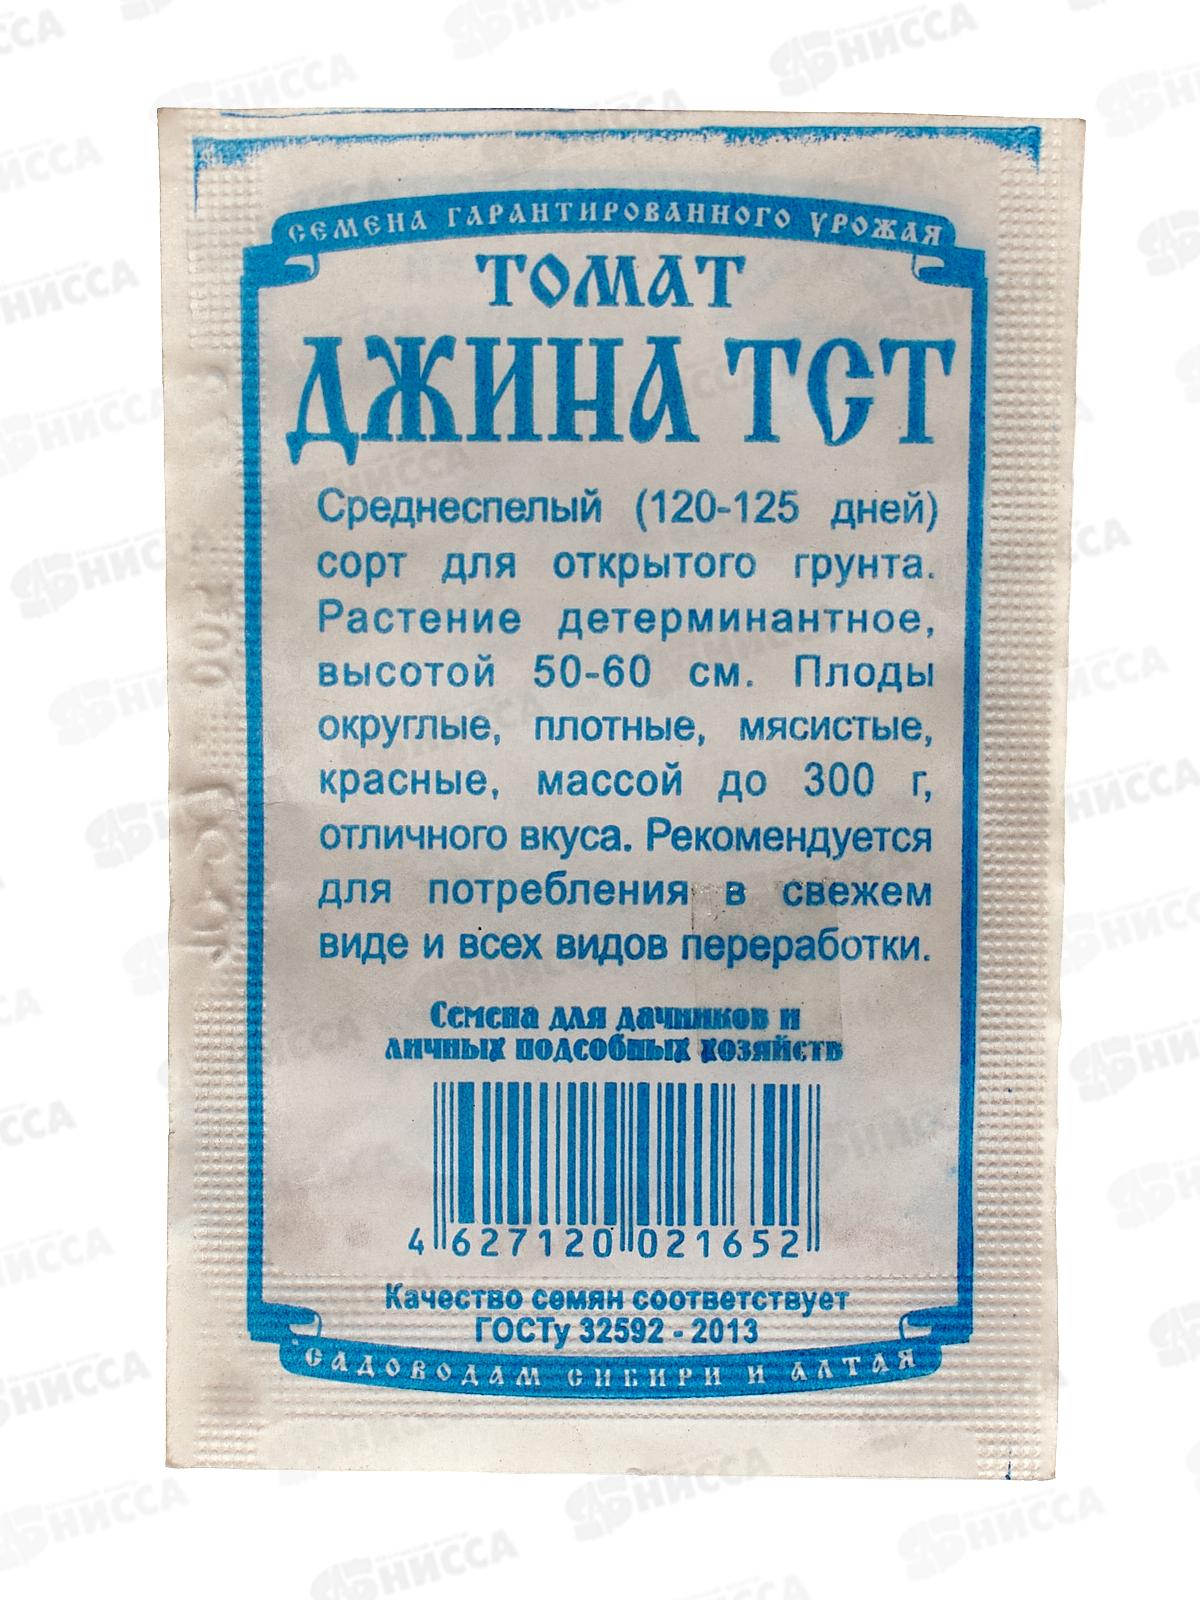 СЕМЕНА ГАРАНТИРОВАННОГО УРОЖАЯ
ТОМАТ
ДЖИНА ТСТ
Среднеспелый (120-125 дней)
сорт для открытого грунта.
Растение детерминантное,
высотой 50-60 см. Плоды
округлые, плотные, мясистые,
красные, массой до 300 г,
отличного вкуса. Рекомендуется
для потребления в свежем
виде и всех видов переработки.
Семена для дачников и
личных подсобных хозяйств
4 627120 021652
Качество семян соответствует
ГОСТу 32592 - 2013
САДОВОДАМ СИБИРИ И АЛТАЯ
НИССА